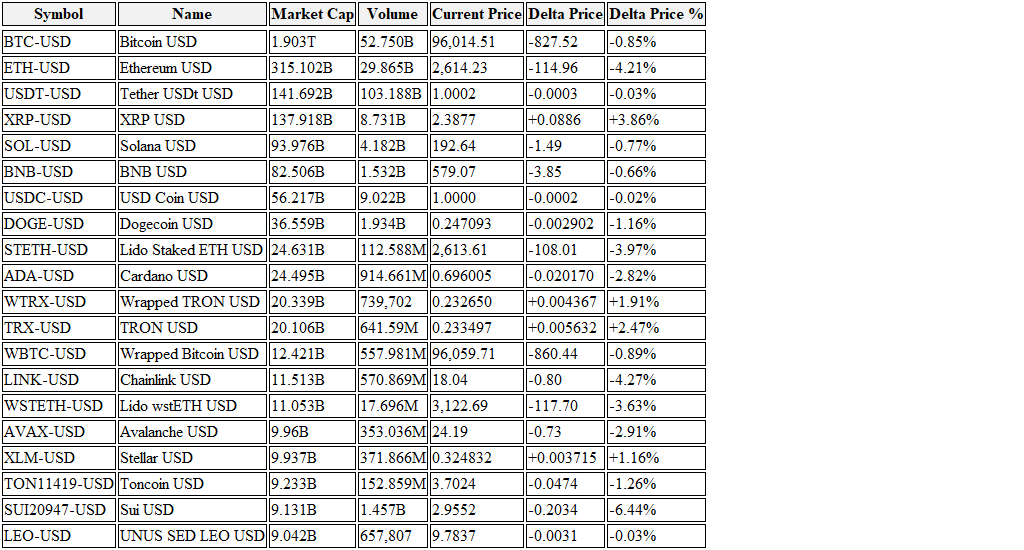 Symbol Name Market Cap Volume Current Price Delta Price Delta Price %
BTC-USD Bitcoin USD 1.903T 52.750B 96,014.51 -827.52 -0.85%
ETH-USD Ethereum USD 315.102B 29.865B 2,614.23 -114.96 -4.21%
USDT-USD Tether USDt USD 141.692B 103.188B 1.0002 -0.0003 -0.03%
XRP-USD XRP USD 137.918B 8.731B 2.3877 +0.0886 +3.86%
SOL-USD Solana USD 93.976B 4.182B 192.64 -1.49 -0.77%
BNB-USD BNB USD 82.506B 1.532B 579.07 -3.85 -0.66%
USDC-USD USD Coin USD 56.217B 9.022B 1.0000 -0.0002 -0.02%
DOGE-USD Dogecoin USD 36.559B 1.934B 0.247093 -0.002902 -1.16%
STETH-USD Lido Staked ETH USD 24.631B 112.588M 2,613.61 -108.01 -3.97%
ADA-USD Cardano USD 24.495B 914.661M 0.696005 -0.020170 -2.82%
WTRX-USD Wrapped TRON USD 20.339B 739,702 0.232650 +0.004367 +1.91%
TRX-USD TRON USD 20.106B 641.59M 0.233497 +0.005632 +2.47%
WBTC-USD Wrapped Bitcoin USD 12.421B 557.981M 96,059.71 -860.44 -0.89%
LINK-USD Chainlink USD 11.513B 570.869M 18.04 -0.80 -4.27%
WSTETH-USD Lido wstETH USD 11.053B 17.696M 3,122.69 -117.70 -3.63%
AVAX-USD Avalanche USD 9.96B 353.036M 24.19 -0.73 -2.91%
XLM-USD Stellar USD 9.937B 371.866M 0.324832 +0.003715 +1.16%
TON11419-USD Toncoin USD 9.233B 152.859M 3.7024 -0.0474 -1.26%
SUI20947-USD Sui USD 9.131B 1.457B 2.9552 -0.2034 -6.44%
LEO-USD UNUS SED LEO USD 9.042B 657,807 9.7837 -0.0031 -0.03%